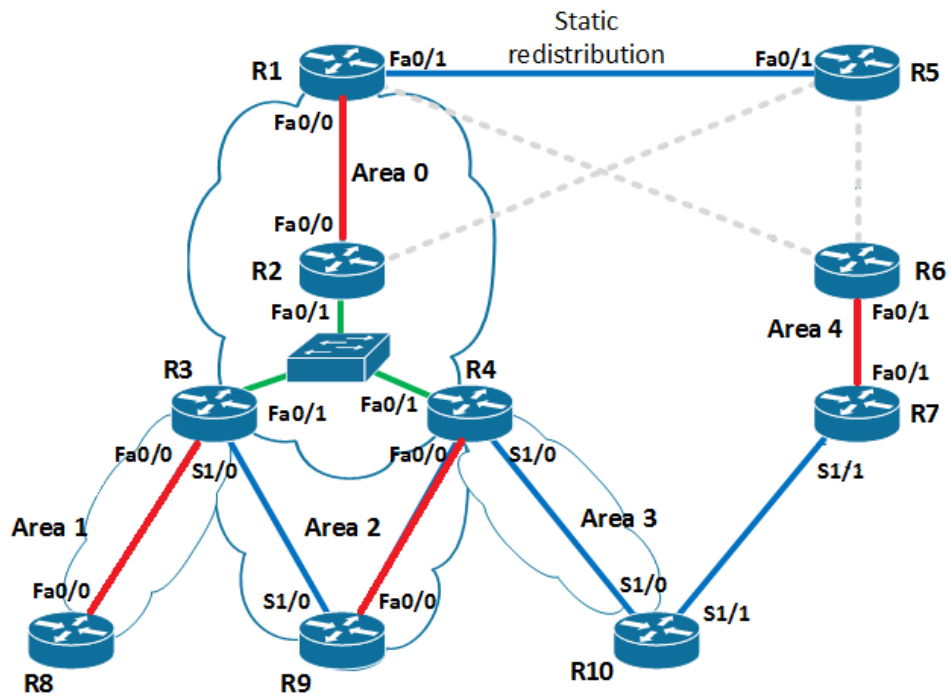 Static
redistribution
R1
Fa0/1
Fa0/1
R5
Fa0/0
Area 0
Fa0/0
R2
R6
Fa0/1
Fa0/1
Area 4
R3
R4
Fa0/1
Fa0/1
Fa0/1
R7
Fa0/0
S1/0
Fa0/0
S1/0
S1/1
Area 1
Area 2
Area 3
Fa0/0
S1/0
Fa0/0
S1/0
S1/1
R8
R9
R10